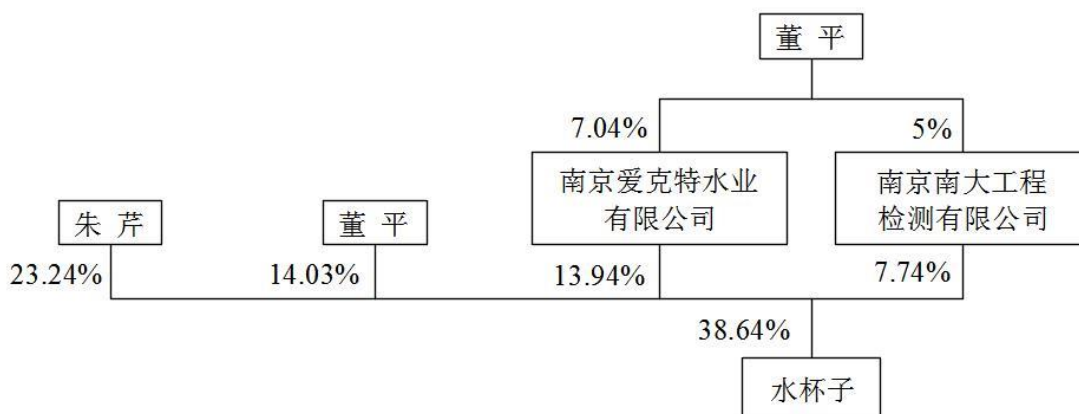 董 平
7.04%
5%
南京爱克特水业
有限公司
南京南大工程
检测有限公司
朱 芹
董 平
23.24%
14.03%
13.94%
7.74%
38.64%
水杯子